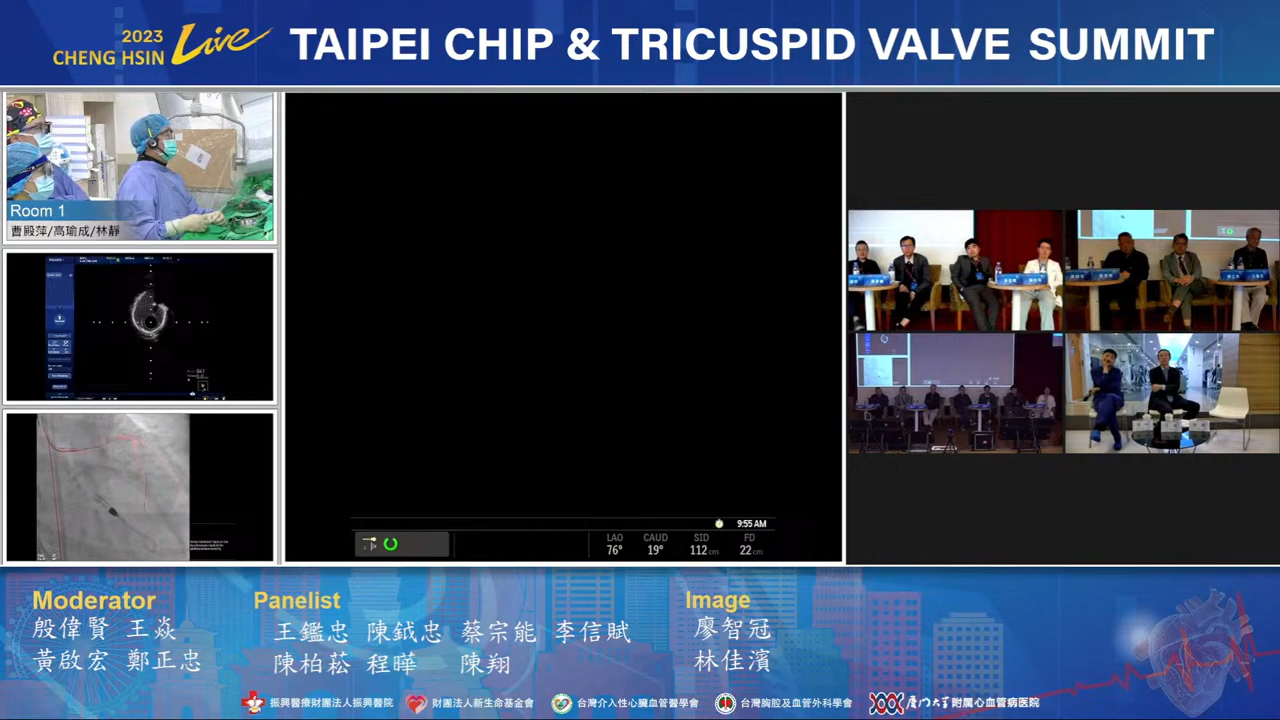 2023
CHENG HSIN Live
TAIPEI CHIP & TRICUSPID VALVE SUMMIT
Room 1
曹殿萍/高瑜成/林靜
9:55 AM
LAO CAUD SID FD
76° 19° 112 cm 22 cm
Moderator
殷偉賢 王焱
黃啟宏 鄭正忠
Panelist
王鑑忠 陳鉞忠 蔡宗能 李信賦
陳柏菘 程曄 陳翔
Image
廖智冠
林佳濱
振興醫療財團法人振興醫院
財團法人新生命基金會
台灣介入性心臟血管醫學會
台灣胸腔及血管外科學會
厦门大学附属心血管病医院